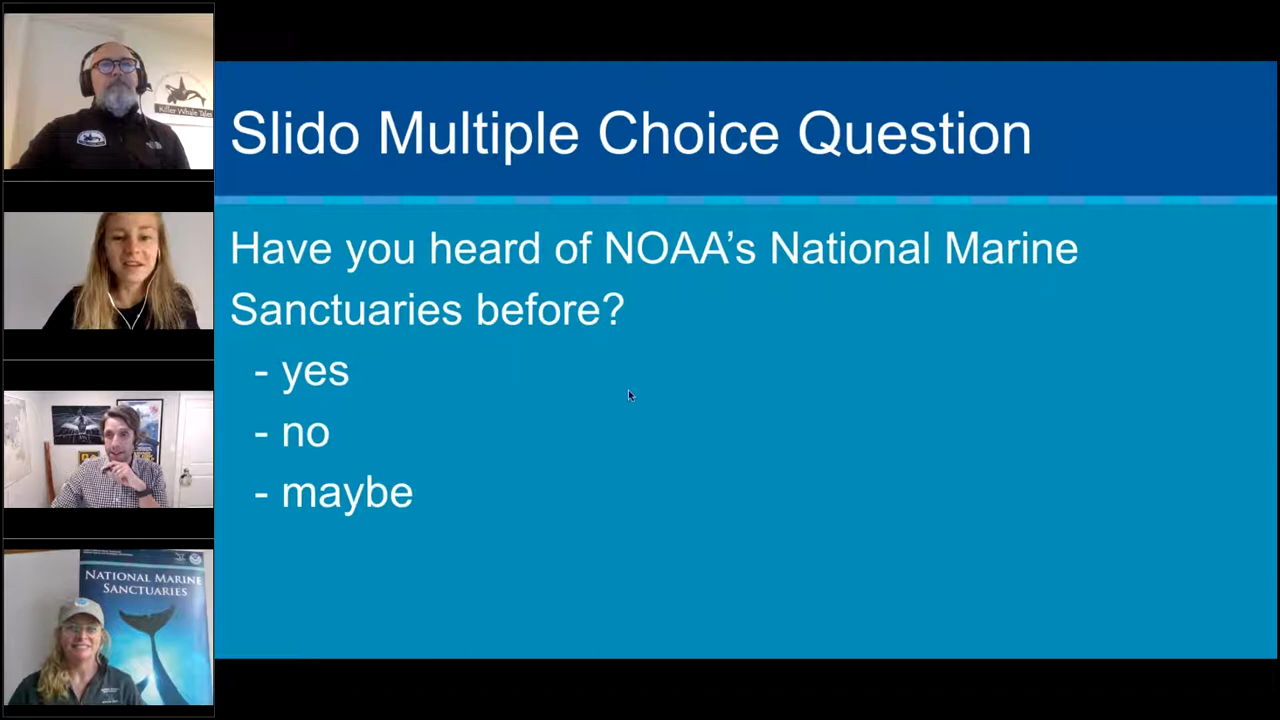 Slido Multiple Choice Question
Have you heard of NOAA's National Marine
Sanctuaries before?
- yes
- no
- maybe
Killer Whale Tales
NATIONAL MARINE
SANCTUARIES